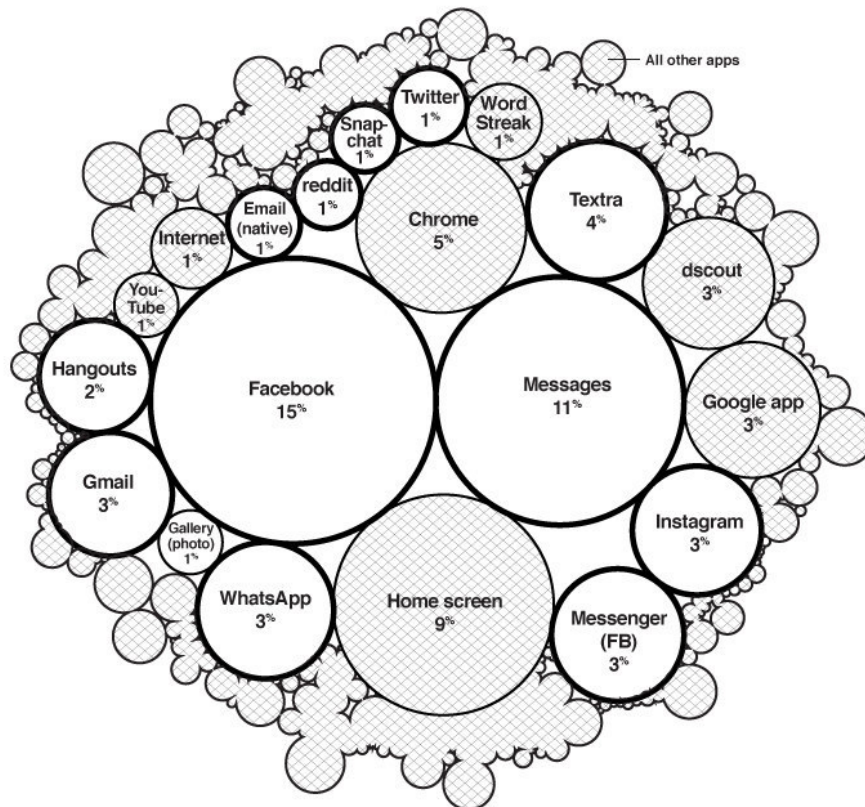 All other apps
Twitter
1%
Word
Streak
1%
Snap-
chat
1%
reddit
1%
Email
(native)
1%
Internet
1%
You-
Tube
1%
Chrome
5%
Textra
4%
dscout
3%
Hangouts
2%
Facebook
15%
Messages
11%
Google app
3%
Gmail
3%
Gallery
(photo)
1%
WhatsApp
3%
Home screen
9%
Instagram
3%
Messenger
(FB)
3%